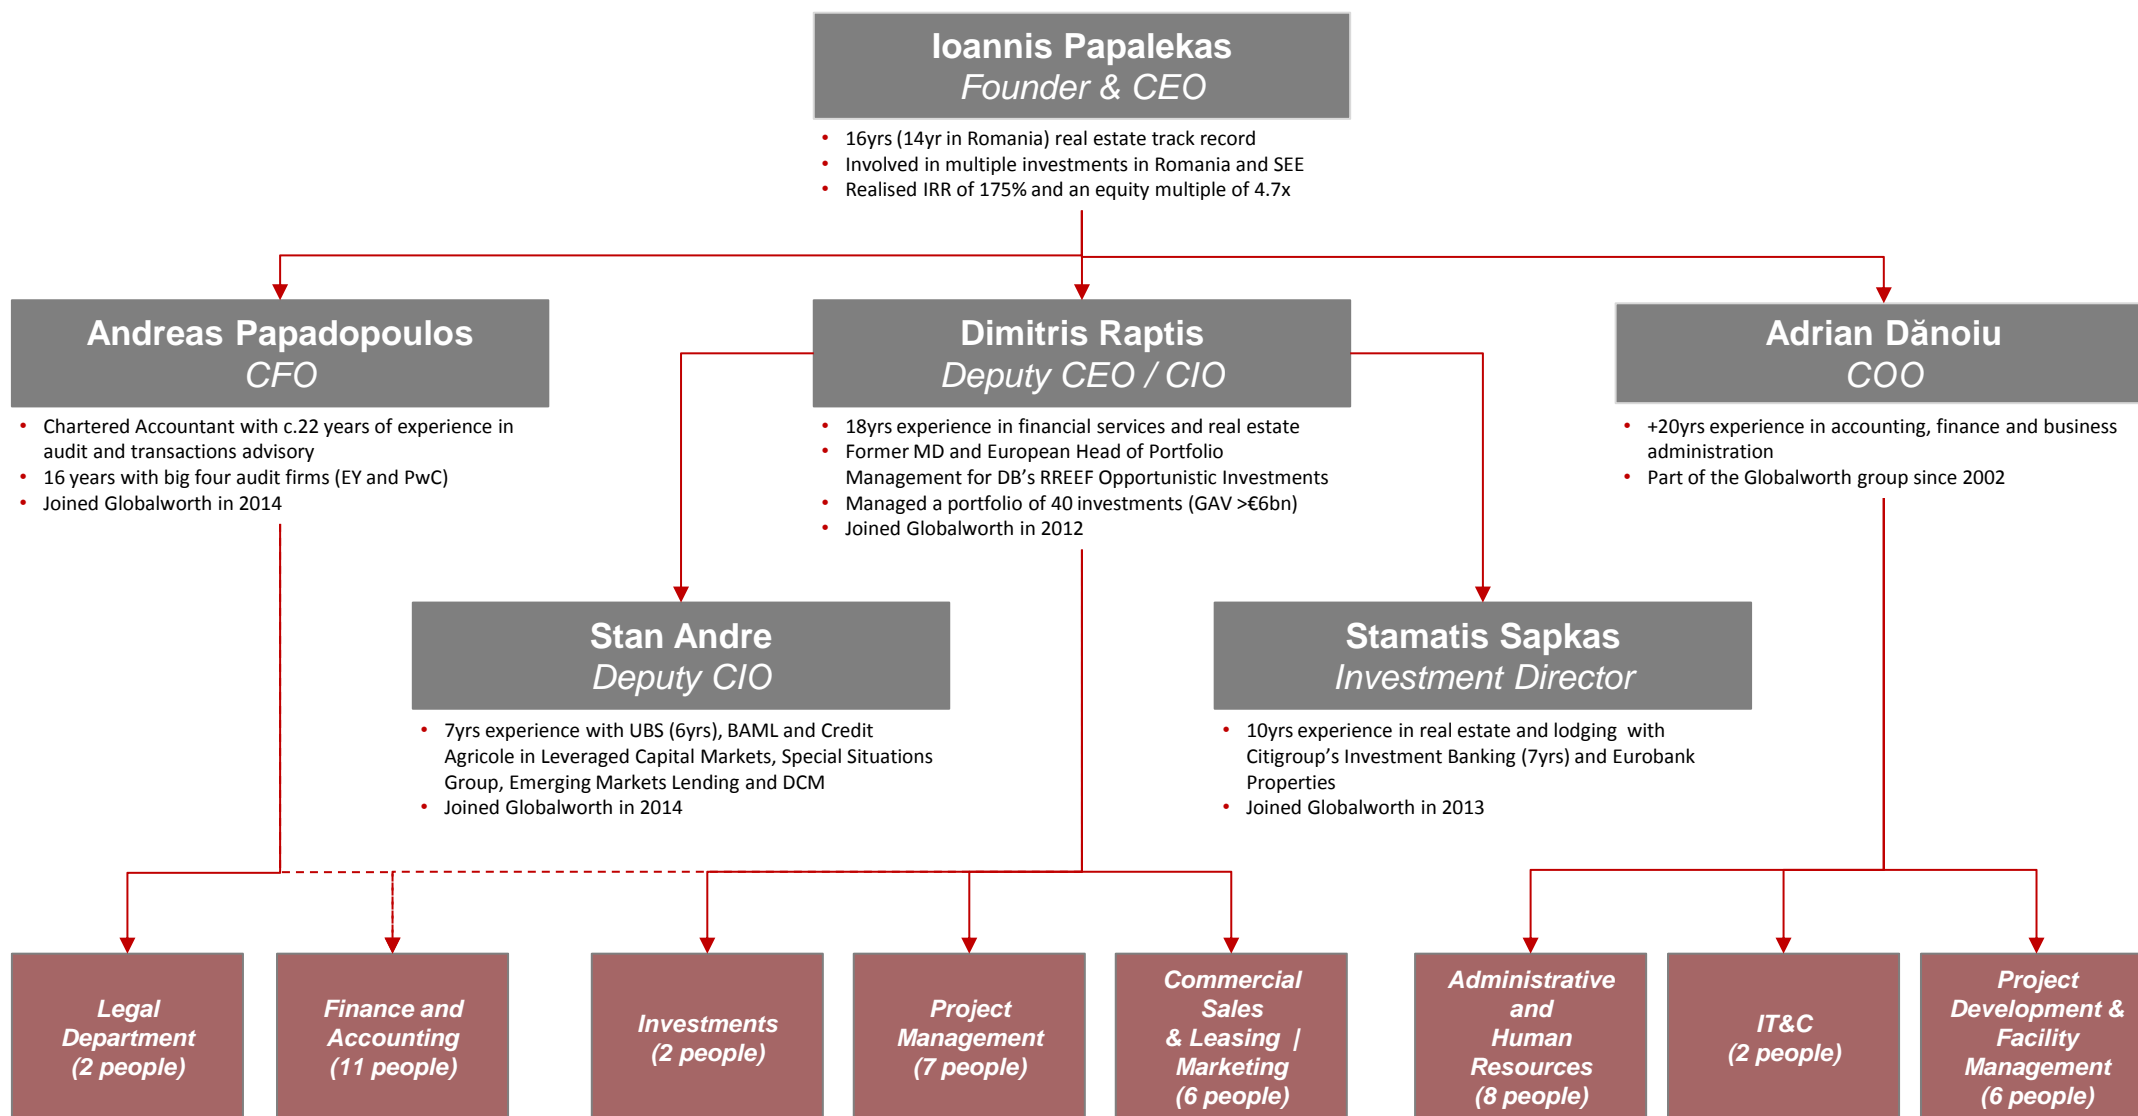 Ioannis Papalekas
Founder & CEO
• 16yrs (14yr in Romania) real estate track record
• Involved in multiple investments in Romania and SEE
• Realised IRR of 175% and an equity multiple of 4.7x
Andreas Papadopoulos
CFO
• Chartered Accountant with c.22 years of experience in
audit and transactions advisory
• 16 years with big four audit firms (EY and PwC)
• Joined Globalworth in 2014
Dimitris Raptis
Deputy CEO / CIO
• 18yrs experience in financial services and real estate
• Former MD and European Head of Portfolio
Management for DB’s RREEF Opportunistic Investments
• Managed a portfolio of 40 investments (GAV >€6bn)
• Joined Globalworth in 2012
Adrian Dănoiu
COO
• +20yrs experience in accounting, finance and business
administration
• Part of the Globalworth group since 2002
Stan Andre
Deputy CIO
• 7yrs experience with UBS (6yrs), BAML and Credit
Agricole in Leveraged Capital Markets, Special Situations
Group, Emerging Markets Lending and DCM
• Joined Globalworth in 2014
Stamatis Sapkas
Investment Director
• 10yrs experience in real estate and lodging with
Citigroup’s Investment Banking (7yrs) and Eurobank
Properties
• Joined Globalworth in 2013
Legal
Department
(2 people)
Finance and
Accounting
(11 people)
Investments
(2 people)
Project
Management
(7 people)
Commercial
Sales
& Leasing |
Marketing
(6 people)
Administrative
and
Human
Resources
(8 people)
IT&C
(2 people)
Project
Development &
Facility
Management
(6 people)